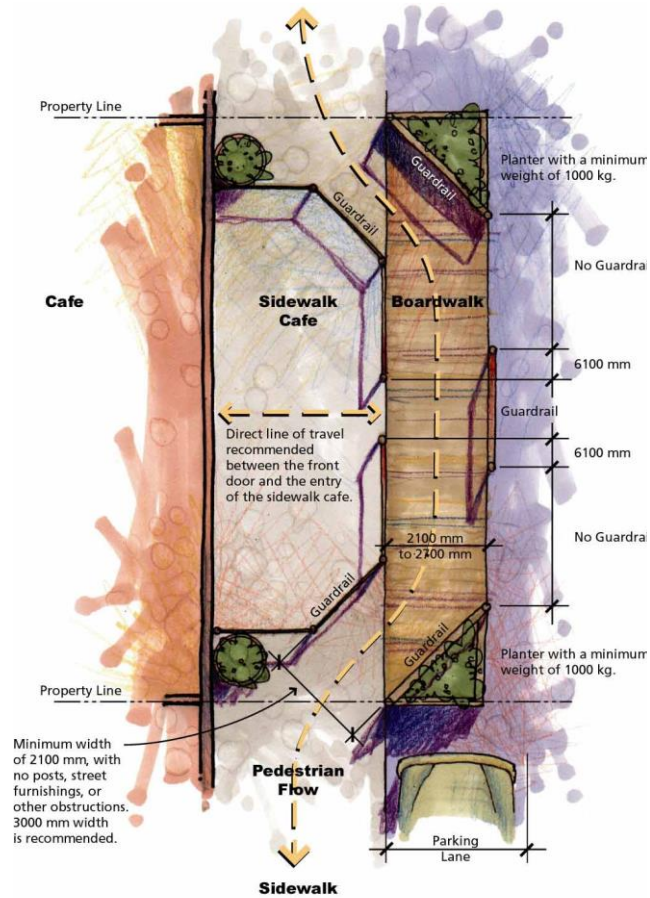 Property Line
Planter with a minimum
weight of 1000 kg.
Guardrail
Guardrail
No Guardrail
Cafe
Sidewalk
Cafe
Boardwalk
6100 mm
Guardrail
Direct line of travel
recommended
between the front
door and the entry
of the sidewalk cafe.
6100 mm
2100 mm
to 2700 mm
No Guardrail
Guardrail
Guardrail
Planter with a minimum
weight of 1000 kg.
Property Line
Minimum width
of 2100 mm, with
no posts, street
furnishings, or
other obstructions.
3000 mm width
is recommended.
Pedestrian
Flow
Parking
Lane
Sidewalk